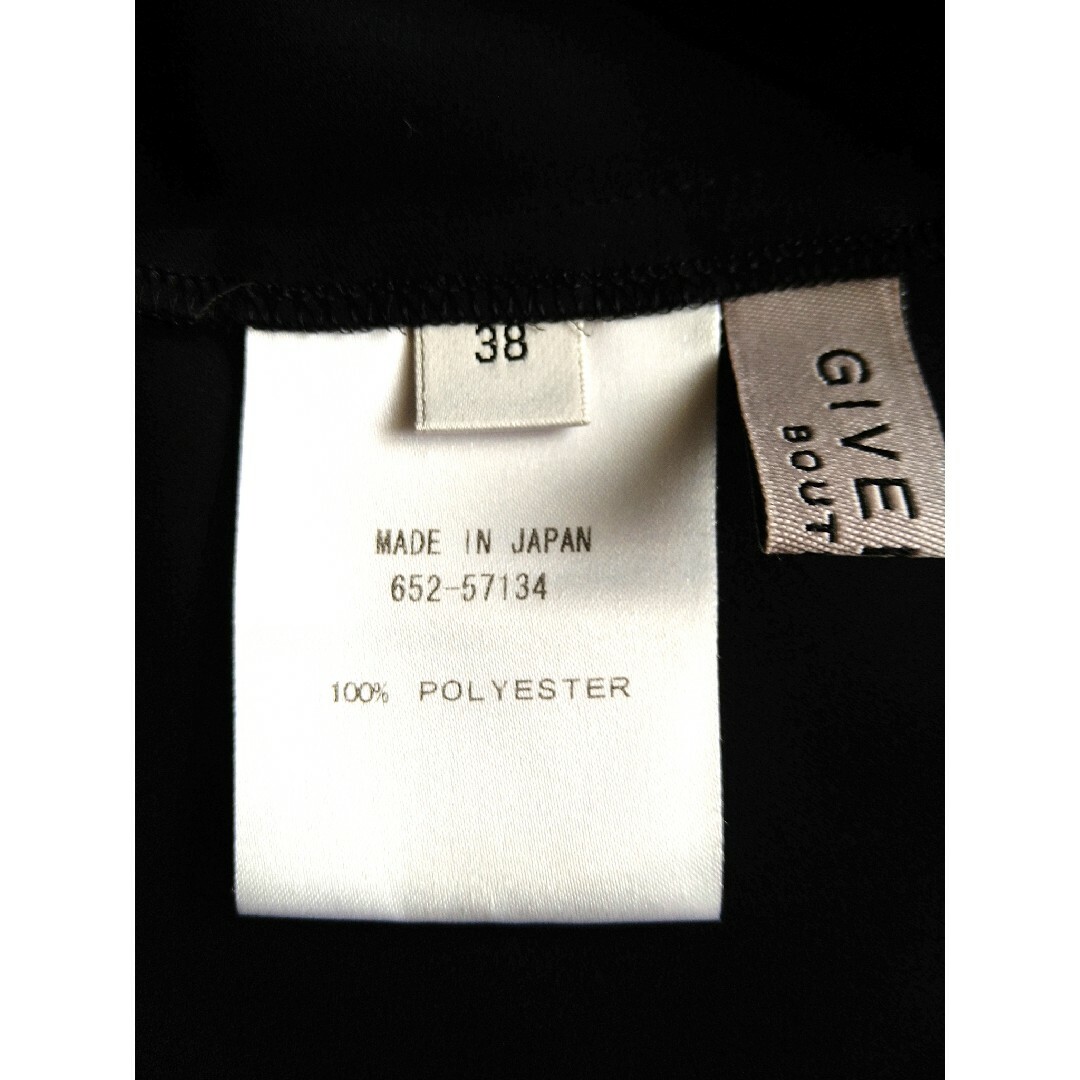 38
MADE IN JAPAN
652-57134
100% POLYESTER
GIVE
BOUT